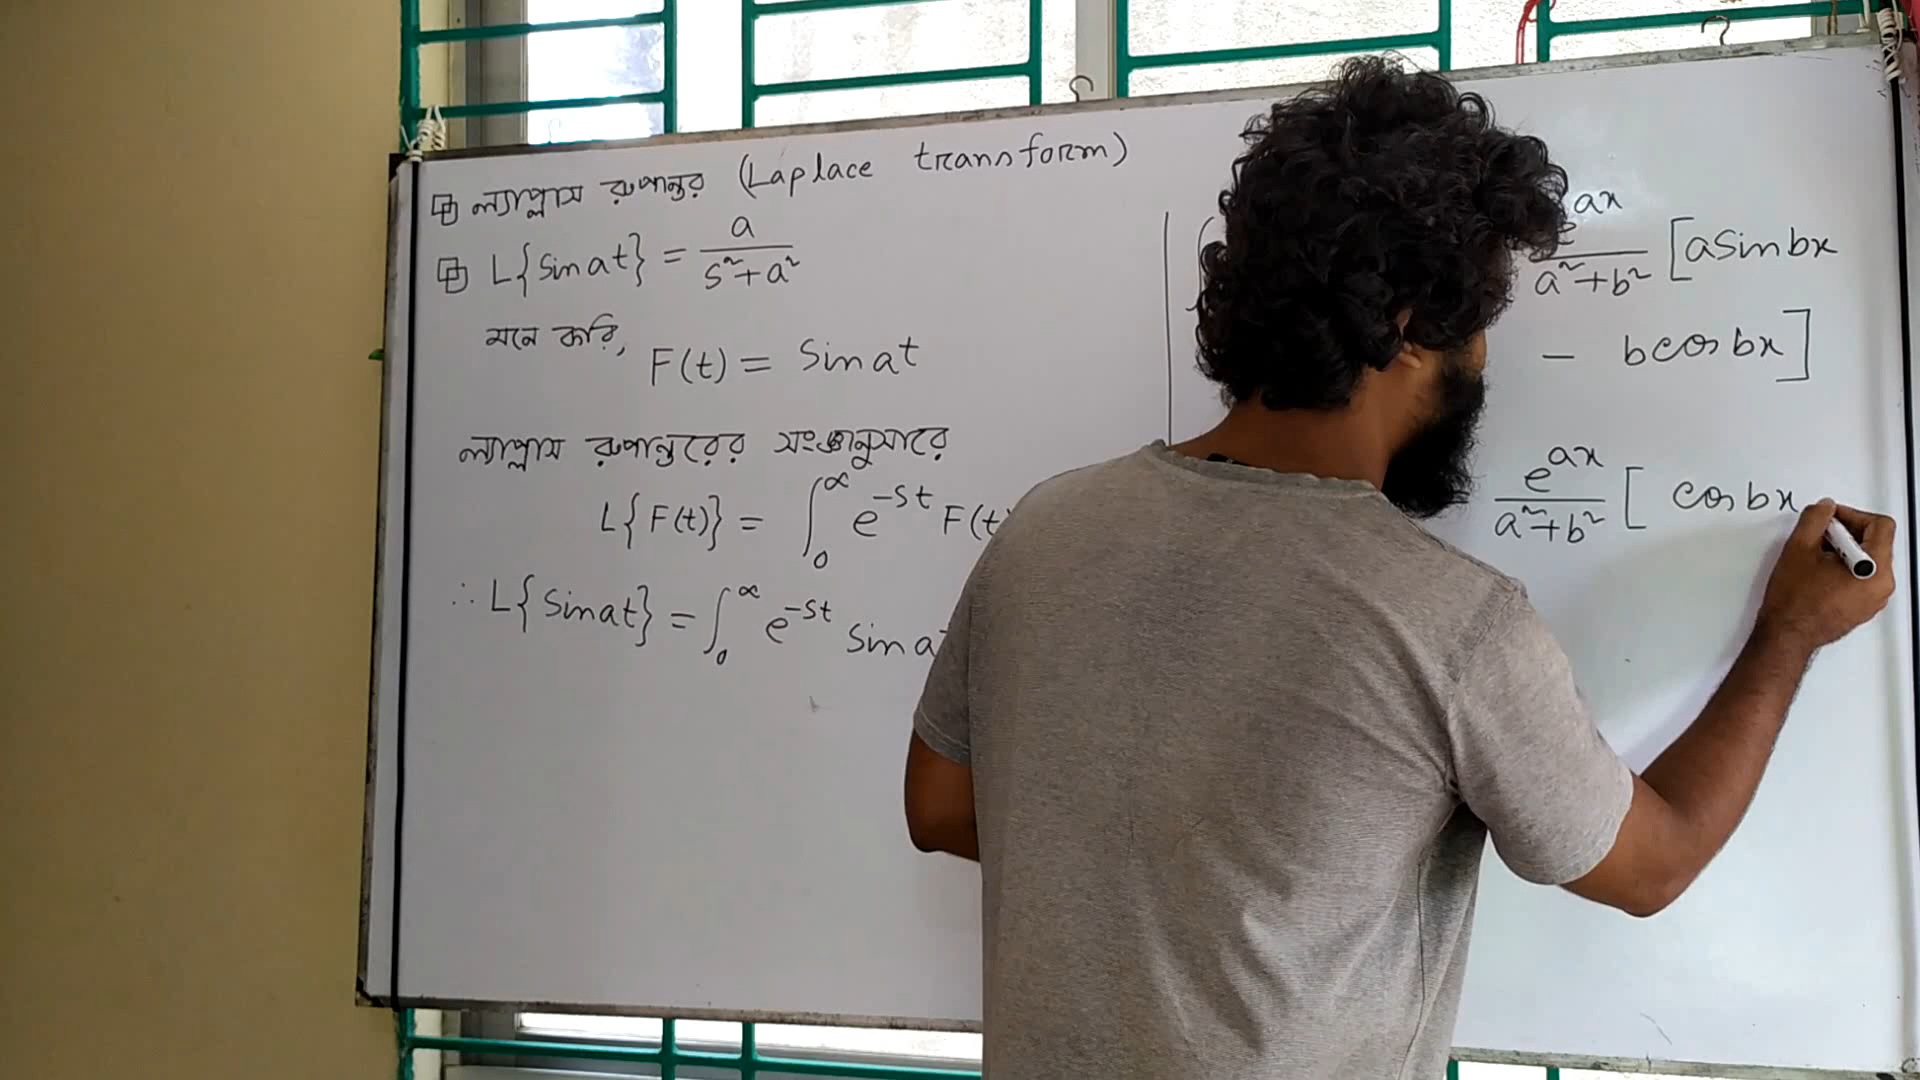 ল্যাপ্লাস রুপান্তর (Laplace transform)
L{sin at} = a / s² + a²
মনে করি,
F(t) = sin at
ল্যাপ্লাস রুপান্তরের সংজ্ঞানুসারে
L{F(t)} = ∫₀^∝ e^-st F(t
∴ L{sin at} = ∫₀^∝ e^-st sin a
e^ax / a² + b² [a sin bx
- b cos bx]
e^ax / a² + b² [ cos bx